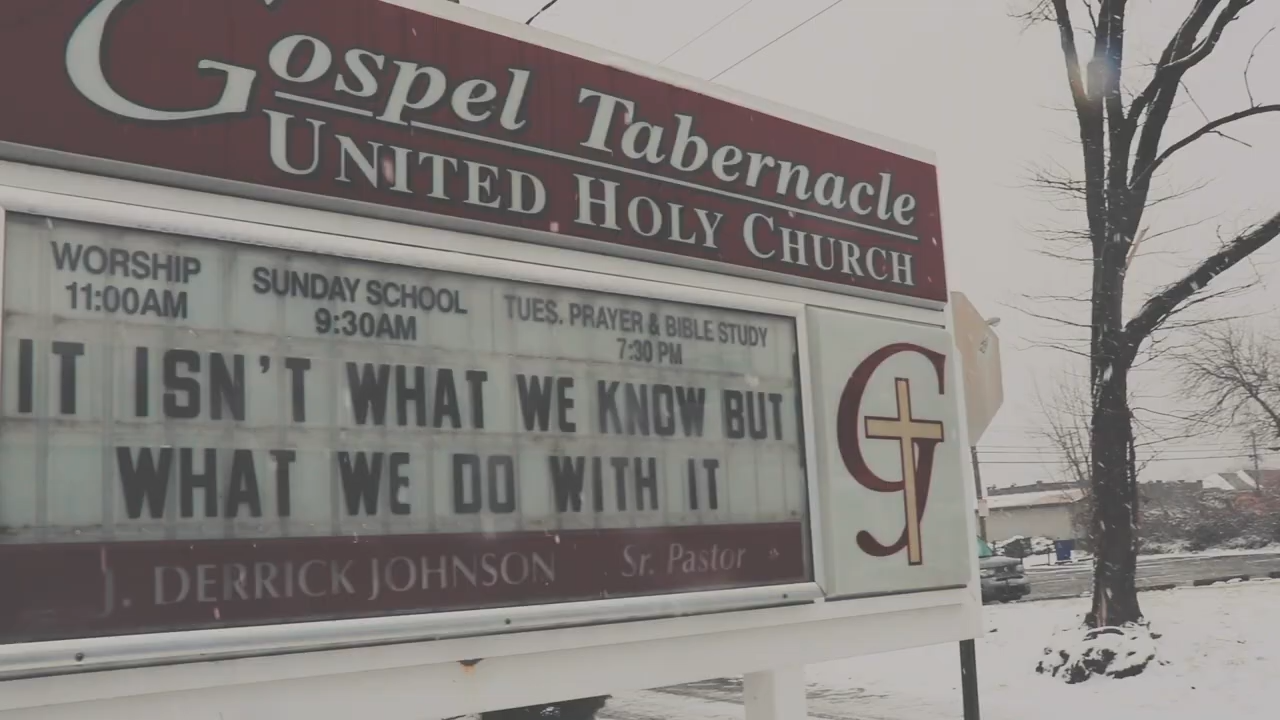 Gospel Tabernacle
UNITED HOLY CHURCH
WORSHIP
11:00AM
SUNDAY SCHOOL
9:30AM
TUES. PRAYER & BIBLE STUDY
7:30 PM
IT ISN'T WHAT WE KNOW BUT
WHAT WE DO WITH IT
J. DERRICK JOHNSON Sr. Pastor
G